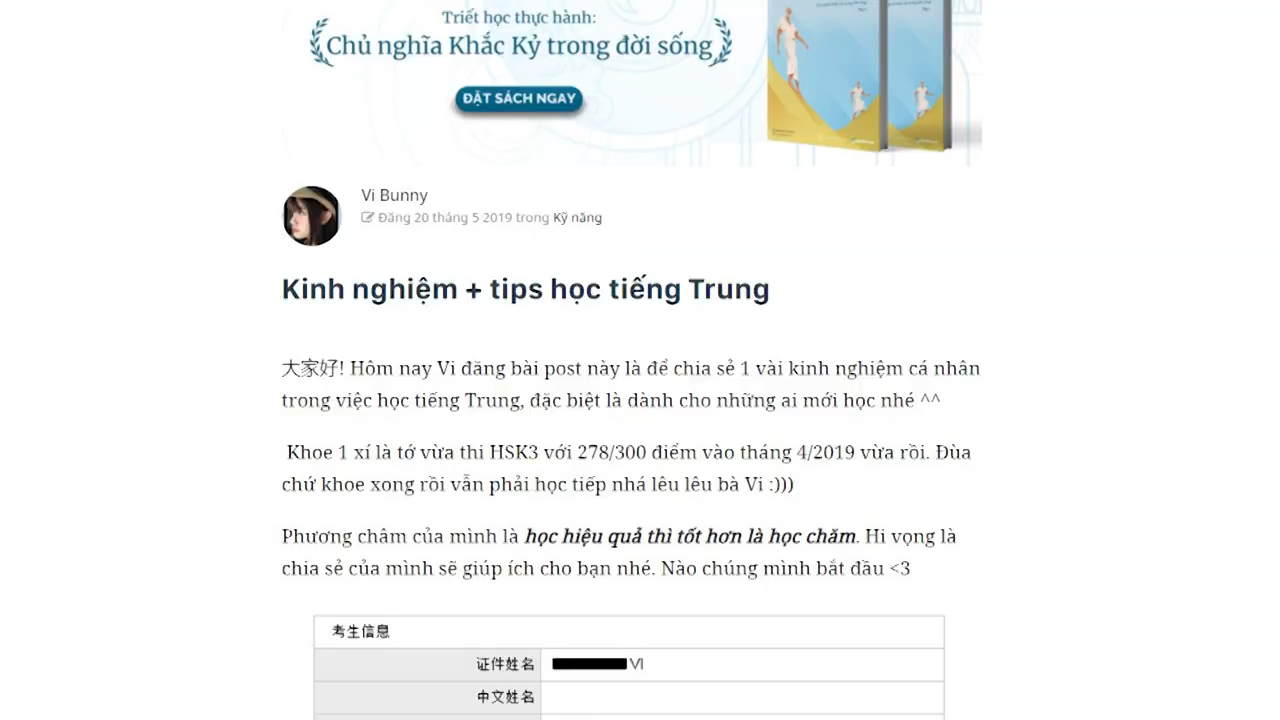 Triết học thực hành:
Chủ nghĩa Khắc Kỷ trong đời sống
ĐẶT SÁCH NGAY
Vi Bunny
Đăng 20 tháng 5 2019 trong Kỹ năng
Kinh nghiệm + tips học tiếng Trung
大家好! Hôm nay Vi đăng bài post này là để chia sẻ 1 vài kinh nghiệm cá nhân
trong việc học tiếng Trung, đặc biệt là dành cho những ai mới học nhé ^^
Khoe 1 xí là tớ vừa thi HSK3 với 278/300 điểm vào tháng 4/2019 vừa rồi. Đùa
chứ khoe xong rồi vẫn phải học tiếp nhá lêu lêu bà Vi :)))
Phương châm của mình là học hiệu quả thì tốt hơn là học chăm. Hi vọng là
chia sẻ của mình sẽ giúp ích cho bạn nhé. Nào chúng mình bắt đầu <3
考生信息
证件姓名 VI
中文姓名